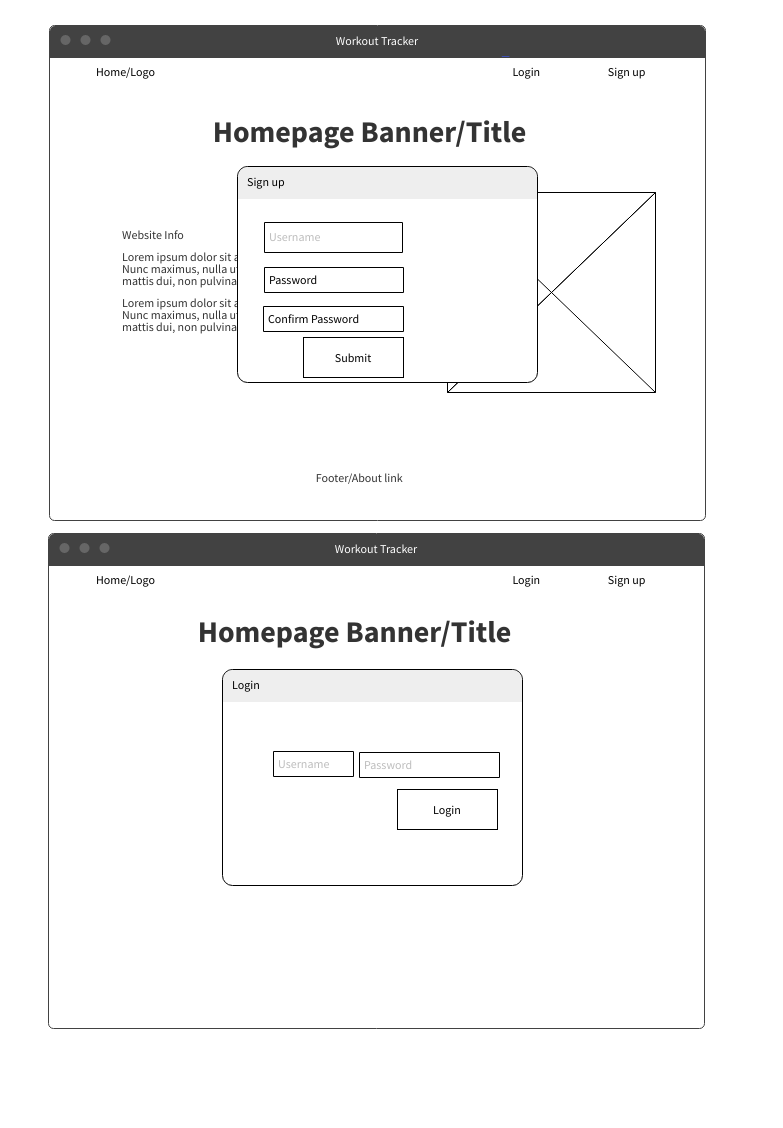 Workout Tracker
Home/Logo
Login
Sign up
Homepage Banner/Title
Sign up
Username
Website Info
Lorem ipsum dolor sit
Nunc maximus, nulla
mattis dui, non
Password
Lorem ipsum dolor sit
Nunc maximus, nulla
mattis dui, non
Confirm Password
Submit
Footer/About link
Workout Tracker
Home/Logo
Login
Sign up
Homepage Banner/Title
Login
Username
Password
Login